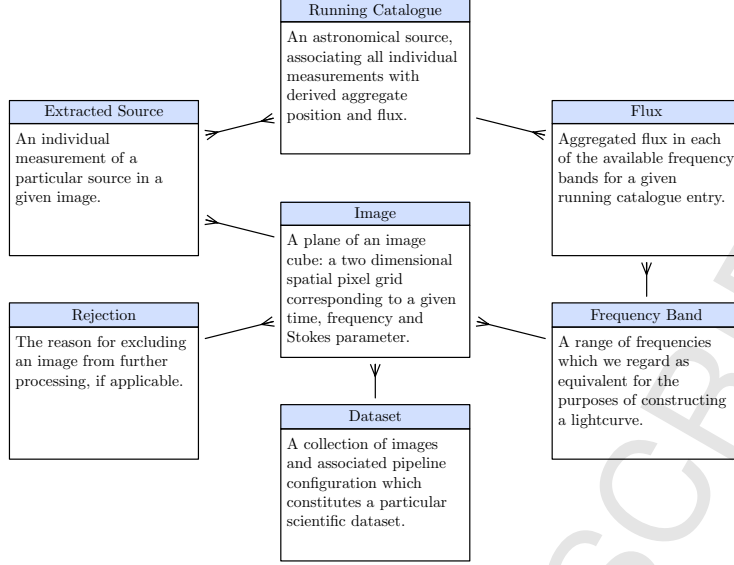 Running Catalogue
An astronomical source,
associating all individual
measurements with
derived aggregate
position and flux.
Extracted Source
An individual
measurement of a
particular source in a
given image.
Flux
Aggregated flux in each
of the available frequency
bands for a given
running catalogue entry.
Image
A plane of an image
cube: a two dimensional
spatial pixel grid
corresponding to a given
time, frequency and
Stokes parameter.
Rejection
The reason for excluding
an image from further
processing, if applicable.
Frequency Band
A range of frequencies
which we regard as
equivalent for the
purposes of constructing
a lightcurve.
Dataset
A collection of images
and associated pipeline
configuration which
constitutes a particular
scientific dataset.
SCR